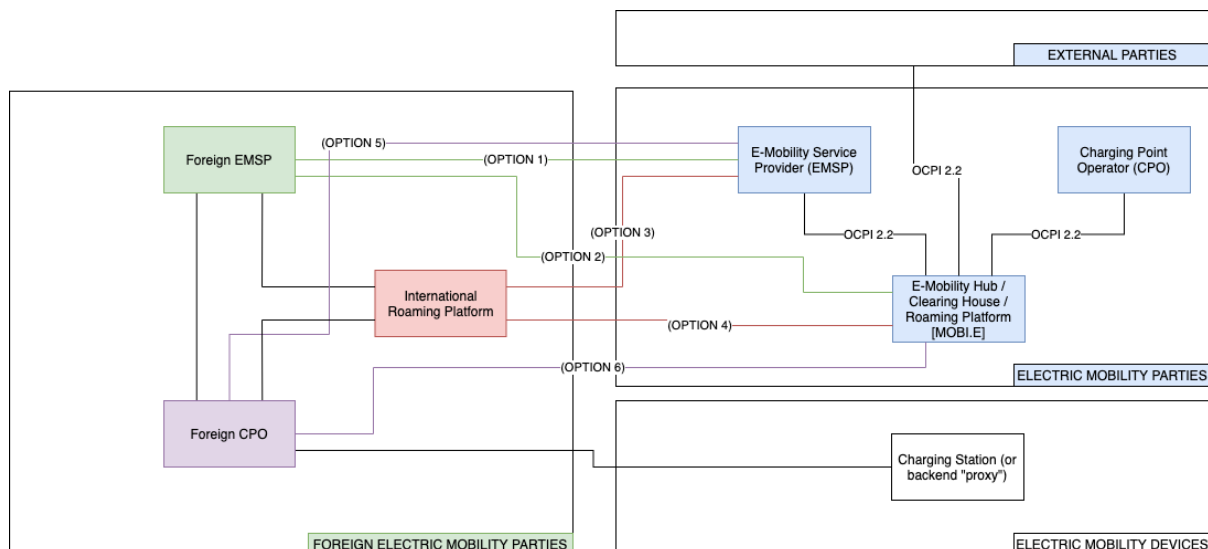 EXTERNAL PARTIES
Foreign EMSP
(OPTION 5)
(OPTION 1)
E-Mobility Service
Provider (EMSP)
Charging Point
Operator (CPO)
OCPI 2.2
OCPI 2.2
OCPI 2.2
(OPTION 3)
(OPTION 2)
International
Roaming Platform
E-Mobility Hub /
Clearing House /
Roaming Platform
[MOBI.E]
(OPTION 4)
(OPTION 6)
ELECTRIC MOBILITY PARTIES
Foreign CPO
Charging Station (or
backend "proxy")
FOREIGN ELECTRIC MOBILITY PARTIES
ELECTRIC MOBILITY DEVICES